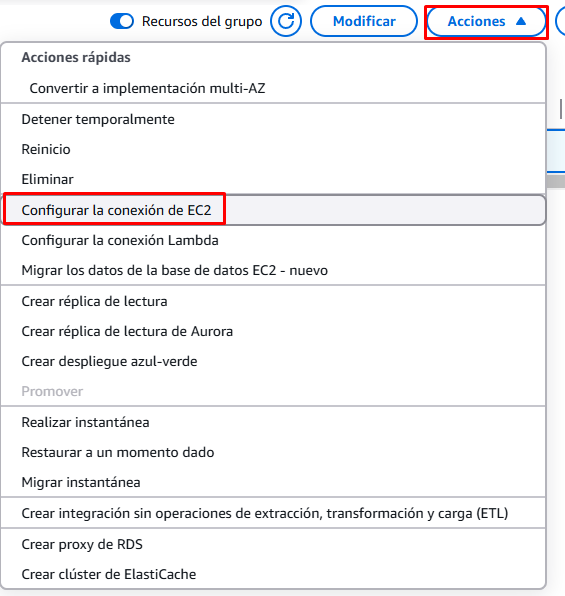 Recursos del grupo
Modificar
Acciones
Acciones rápidas
Convertir a implementación multi-AZ
Detener temporalmente
Reinicio
Eliminar
Configurar la conexión de EC2
Configurar la conexión Lambda
Migrar los datos de la base de datos EC2 - nuevo
Crear réplica de lectura
Crear réplica de lectura de Aurora
Crear despliegue azul-verde
Promover
Realizar instantánea
Restaurar a un momento dado
Migrar instantánea
Crear integración sin operaciones de extracción, transformación y carga (ETL)
Crear proxy de RDS
Crear clúster de ElastiCache